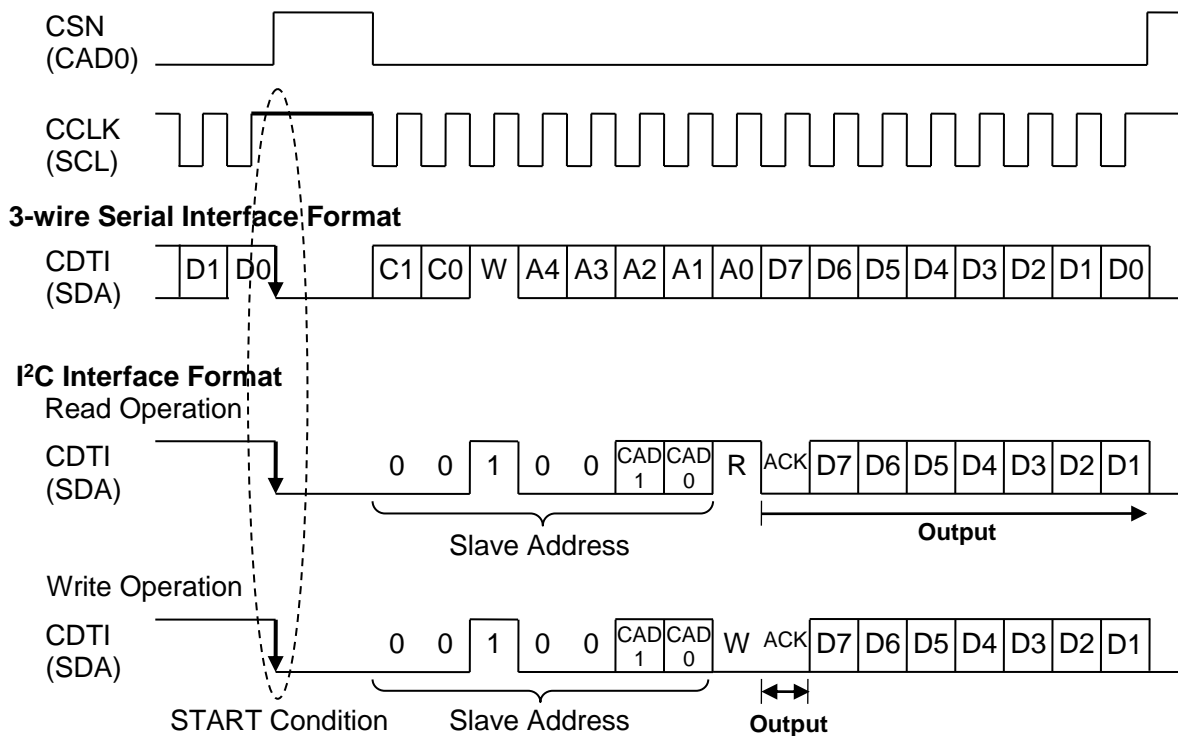 CSN
(CAD0)
CCLK
(SCL)
3-wire Serial Interface Format
CDTI
(SDA)
D1 D0 C1 C0 W A4 A3 A2 A1 A0 D7 D6 D5 D4 D3 D2 D1 D0
I²C Interface Format
Read Operation
CDTI
(SDA)
0 0 1 0 0 CAD1 CAD0 R ACK D7 D6 D5 D4 D3 D2 D1
Slave Address
Output
Write Operation
CDTI
(SDA)
0 0 1 0 0 CAD1 CAD0 W ACK D7 D6 D5 D4 D3 D2 D1
START Condition
Slave Address
Output